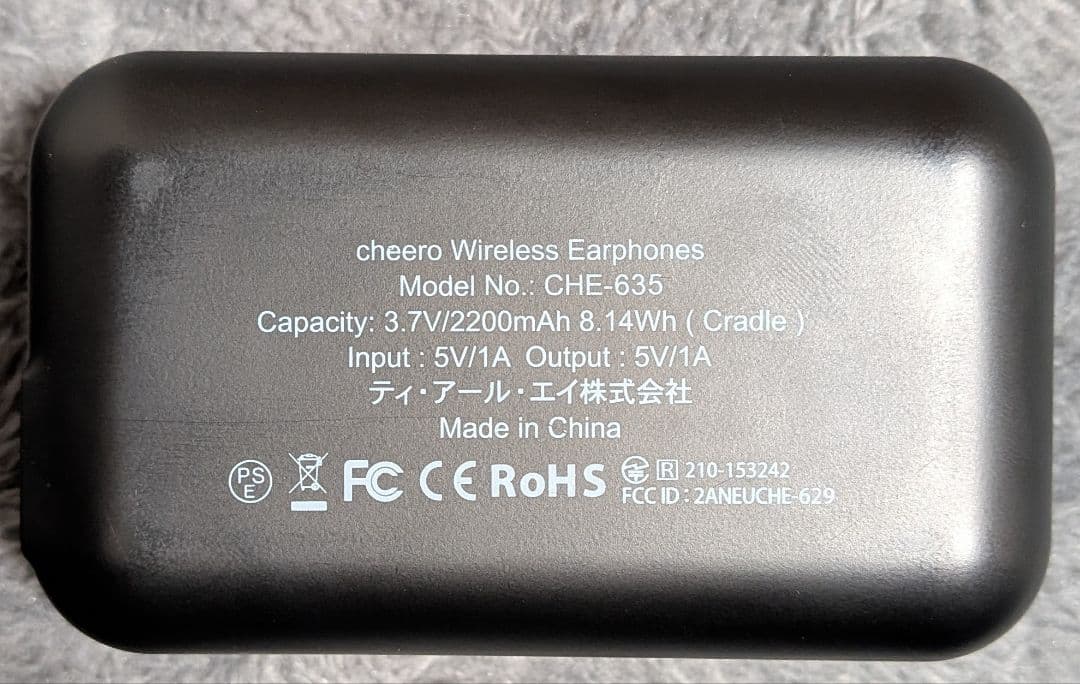 cheero Wireless Earphones
Model No.: CHE-635
Capacity: 3.7V/2200mAh 8.14Wh ( Cradle )
Input : 5V/1A  Output : 5V/1A
ティ・アール・エイ株式会社
Made in China
PSE FC CE RoHS R 210-153242
FCC ID : 2ANEUCHE-629